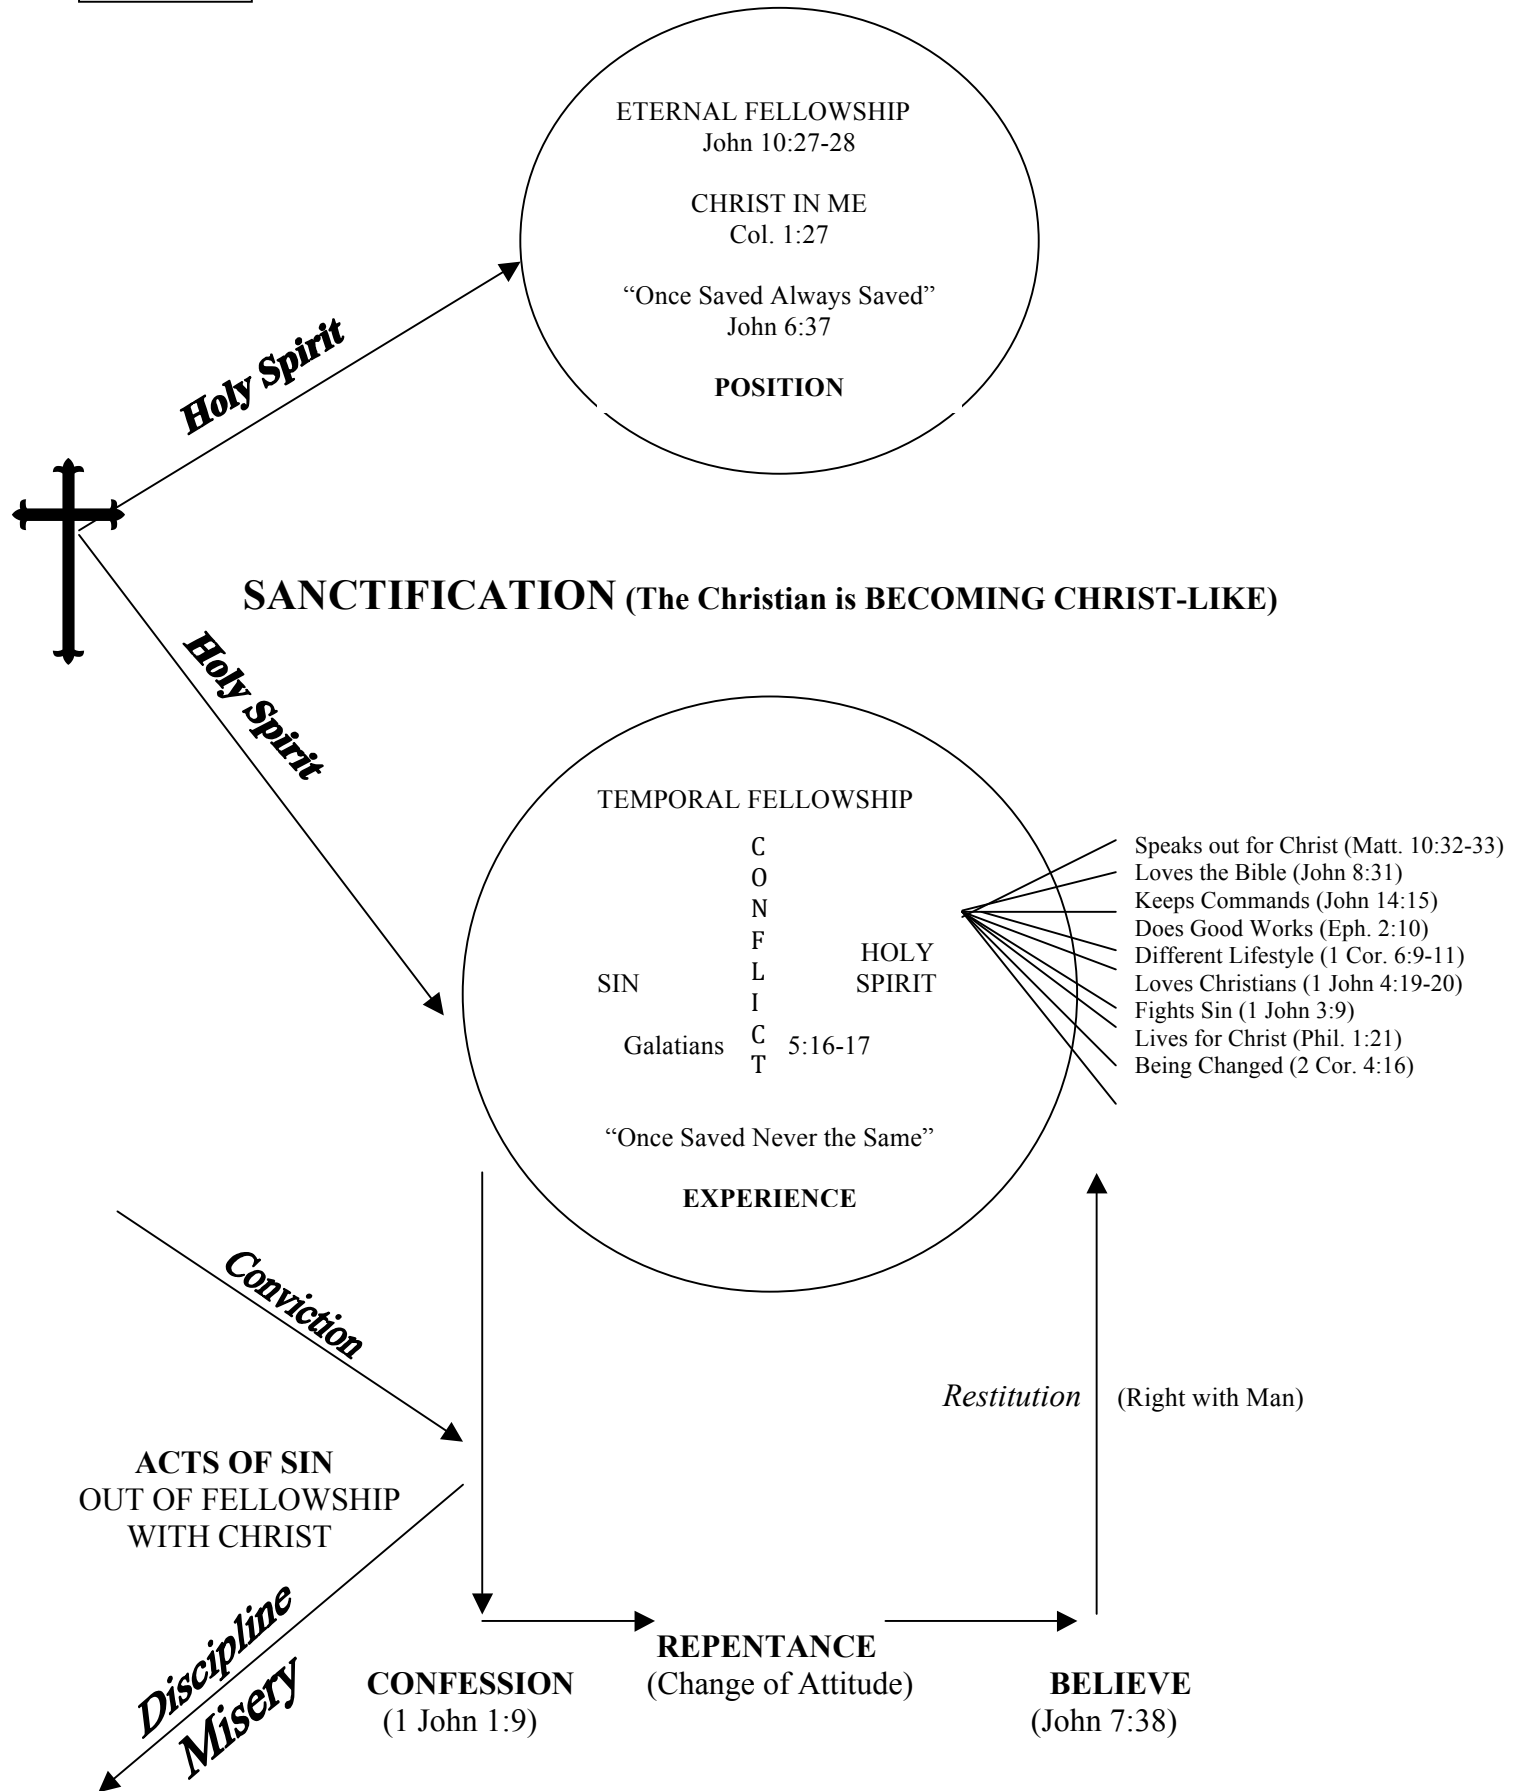 ETERNAL FELLOWSHIP
John 10:27-28
CHRIST IN ME
Col. 1:27
“Once Saved Always Saved”
John 6:37
POSITION
Holy Spirit
SANCTIFICATION (The Christian is BECOMING CHRIST-LIKE)
Holy Spirit
TEMPORAL FELLOWSHIP
C
O
N
F
L
I
C
T
SIN
HOLY
SPIRIT
Galatians 5:16-17
“Once Saved Never the Same”
EXPERIENCE
Speaks out for Christ (Matt. 10:32-33)
Loves the Bible (John 8:31)
Keeps Commands (John 14:15)
Does Good Works (Eph. 2:10)
Different Lifestyle (1 Cor. 6:9-11)
Loves Christians (1 John 4:19-20)
Fights Sin (1 John 3:9)
Lives for Christ (Phil. 1:21)
Being Changed (2 Cor. 4:16)
Conviction
Restitution (Right with Man)
ACTS OF SIN
OUT OF FELLOWSHIP
WITH CHRIST
Discipline
Misery
CONFESSION
(1 John 1:9)
REPENTANCE
(Change of Attitude)
BELIEVE
(John 7:38)